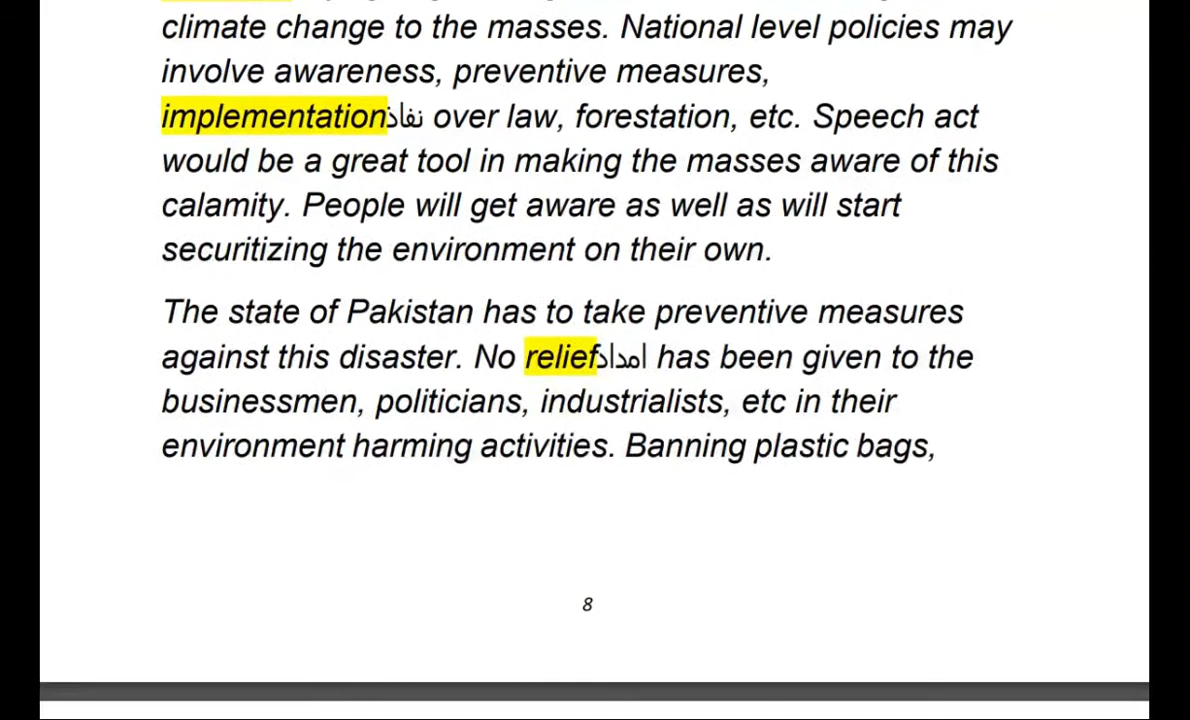 climate change to the masses. National level policies may
involve awareness, preventive measures,
implementationنفاذ over law, forestation, etc. Speech act
would be a great tool in making the masses aware of this
calamity. People will get aware as well as will start
securitizing the environment on their own.
The state of Pakistan has to take preventive measures
against this disaster. No reliefامداد has been given to the
businessmen, politicians, industrialists, etc in their
environment harming activities. Banning plastic bags,
8